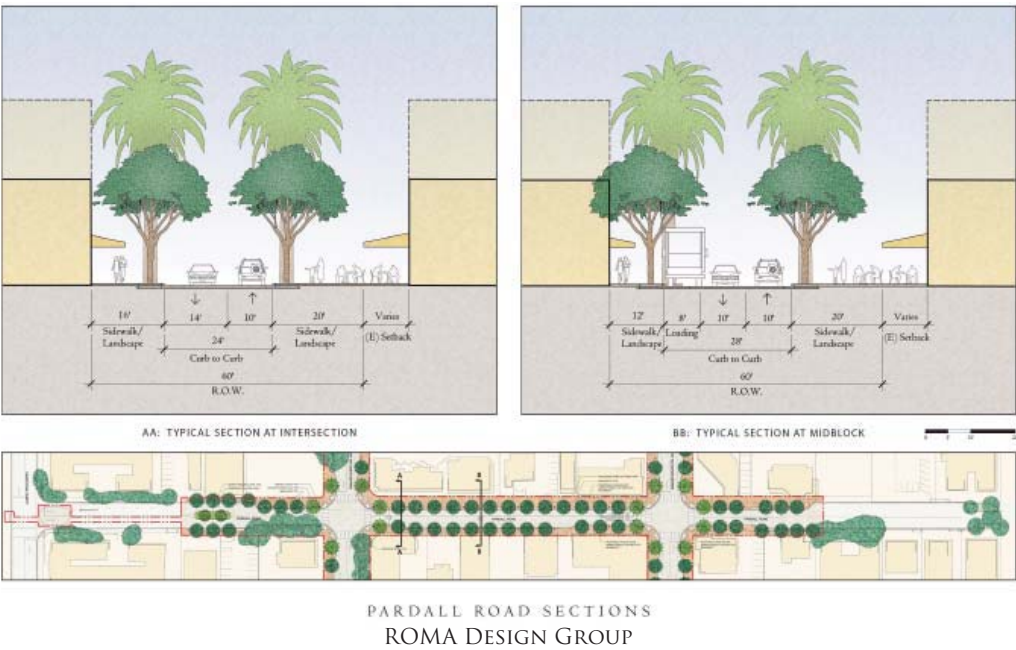 16'
14'
10'
20'
Varies
Sidewalk/
Landscape
Sidewalk/
Landscape
(E) Setback
24'
Curb to Curb
60'
R.O.W.
AA: TYPICAL SECTION AT INTERSECTION
12'
8'
10'
10'
20'
Varies
Sidewalk/
Landscape
Loading
Sidewalk/
Landscape
(E) Setback
28'
Curb to Curb
60'
R.O.W.
BB: TYPICAL SECTION AT MIDBLOCK
A
B
A
B
PARDALL ROAD SECTIONS
ROMA DESIGN GROUP